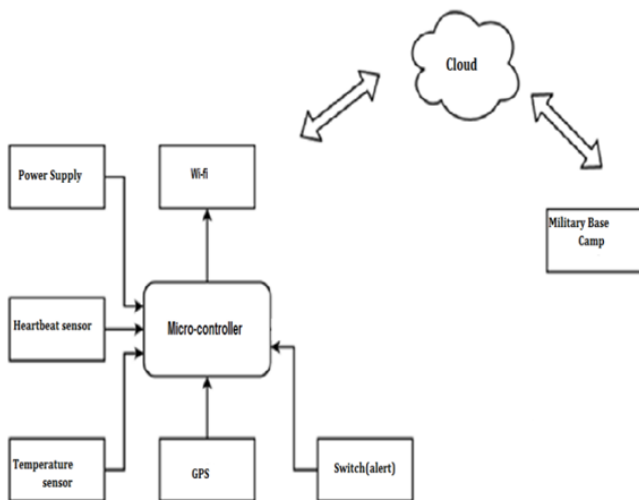 Cloud
Power Supply
Wi-fi
Military Base
Camp
Heartbeat sensor
Micro-controller
Temperature
sensor
GPS
Switch(alert)